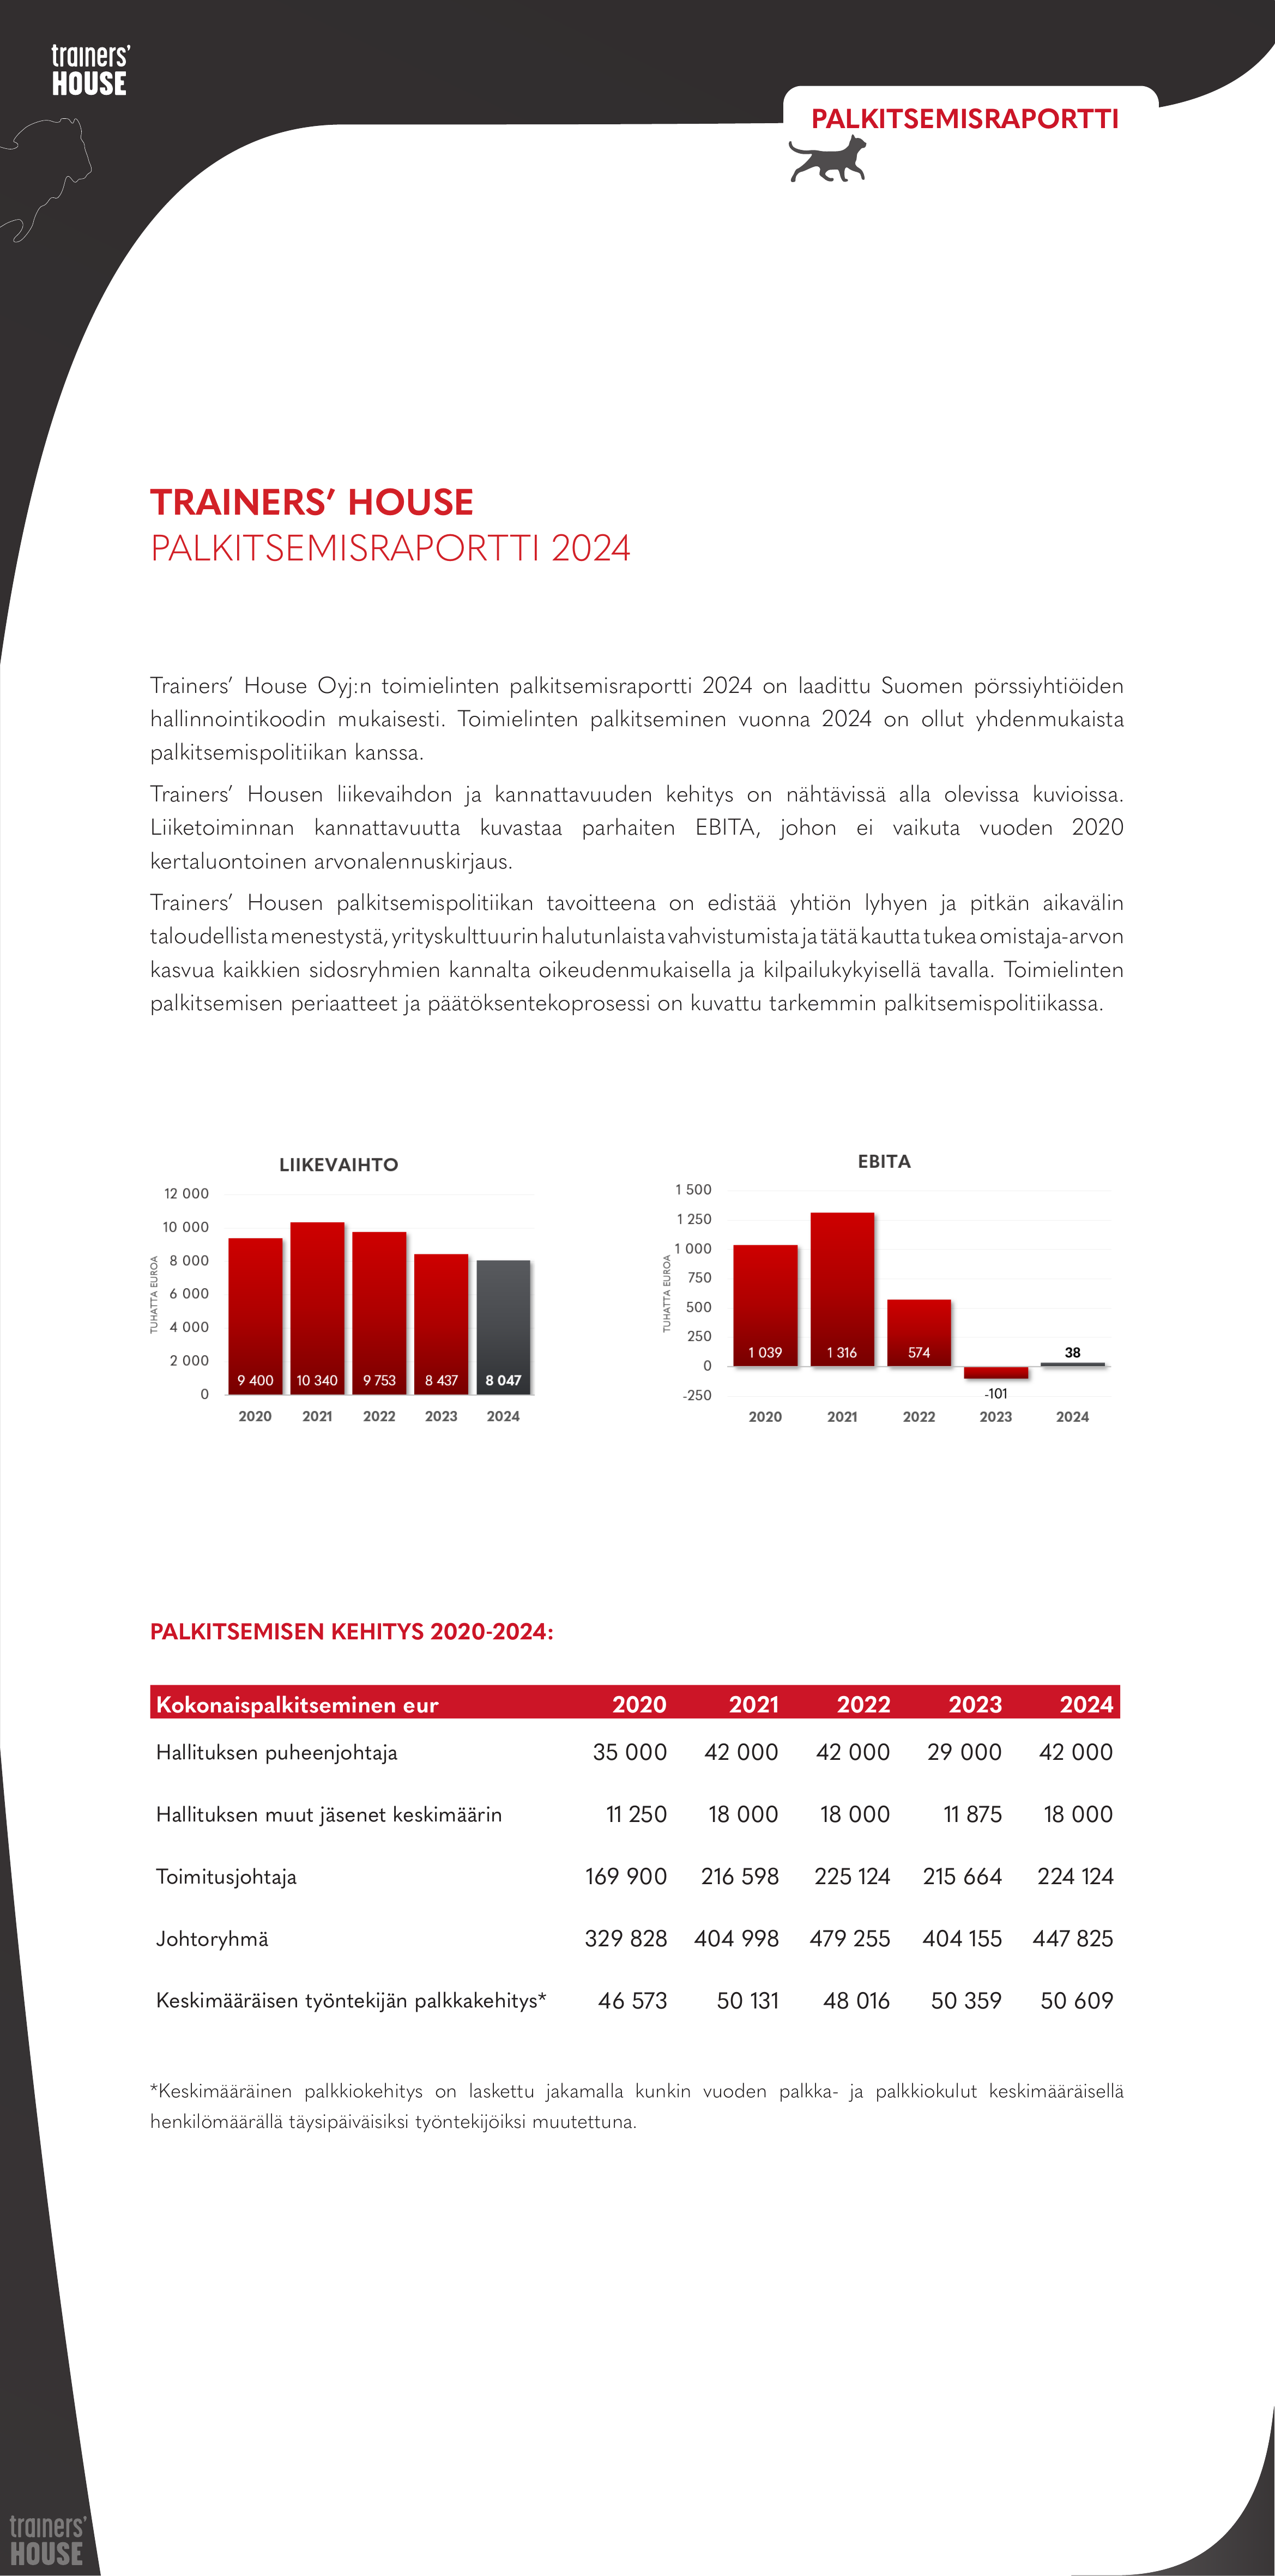 trainers'
HOUSE
PALKITSEMISRAPORTTI
TRAINERS' HOUSE
PALKITSEMISRAPORTTI 2024
Trainers' House Oyj:n toimielinten palkitsemisraportti 2024 on laadittu Suomen pörssiyhtiöiden
hallinnointikoodin mukaisesti. Toimielinten palkitseminen vuonna 2024 on ollut yhdenmukaista
palkitsemispolitiikan kanssa.
Trainers' Housen liikevaihdon ja kannattavuuden kehitys on nähtävissä alla olevissa kuvioissa.
Liiketoiminnan kannattavuutta kuvastaa parhaiten EBITA, johon ei vaikuta vuoden 2020
kertaluontoinen arvonalennuskirjaus.
Trainers' Housen palkitsemispolitiikan tavoitteena on edistää yhtiön lyhyen ja pitkän aikavälin
taloudellista menestystä, yrityskulttuurin halutunlaista vahvistumista ja tätä kautta tukea omistaja-arvon
kasvua kaikkien sidosryhmien kannalta oikeudenmukaisella ja kilpailukykyisellä tavalla. Toimielinten
palkitsemisen periaatteet ja päätöksentekoprosessi on kuvattu tarkemmin palkitsemispolitiikassa.
LIIKEVAIHTO
TUHATTA EUROA
12 000
10 000
8 000
6 000
4 000
2 000
0
9 400 10 340 9 753 8 437 8 047
2020 2021 2022 2023 2024
EBITA
TUHATTA EUROA
1 500
1 250
1 000
750
500
250
0
-250
1 039 1 316 574 -101 38
2020 2021 2022 2023 2024
PALKITSEMISEN KEHITYS 2020-2024:
Kokonaispalkitseminen eur 2020 2021 2022 2023 2024
Hallituksen puheenjohtaja 35 000 42 000 42 000 29 000 42 000
Hallituksen muut jäsenet keskimäärin 11 250 18 000 18 000 11 875 18 000
Toimitusjohtaja 169 900 216 598 225 124 215 664 224 124
Johtoryhmä 329 828 404 998 479 255 404 155 447 825
Keskimääräisen työntekijän palkkakehitys* 46 573 50 131 48 016 50 359 50 609
*Keskimääräinen palkkiokehitys on laskettu jakamalla kunkin vuoden palkka- ja palkkiokulut keskimääräisellä
henkilömäärällä täysipäiväisiksi työntekijöiksi muutettuna.
trainers'
HOUSE